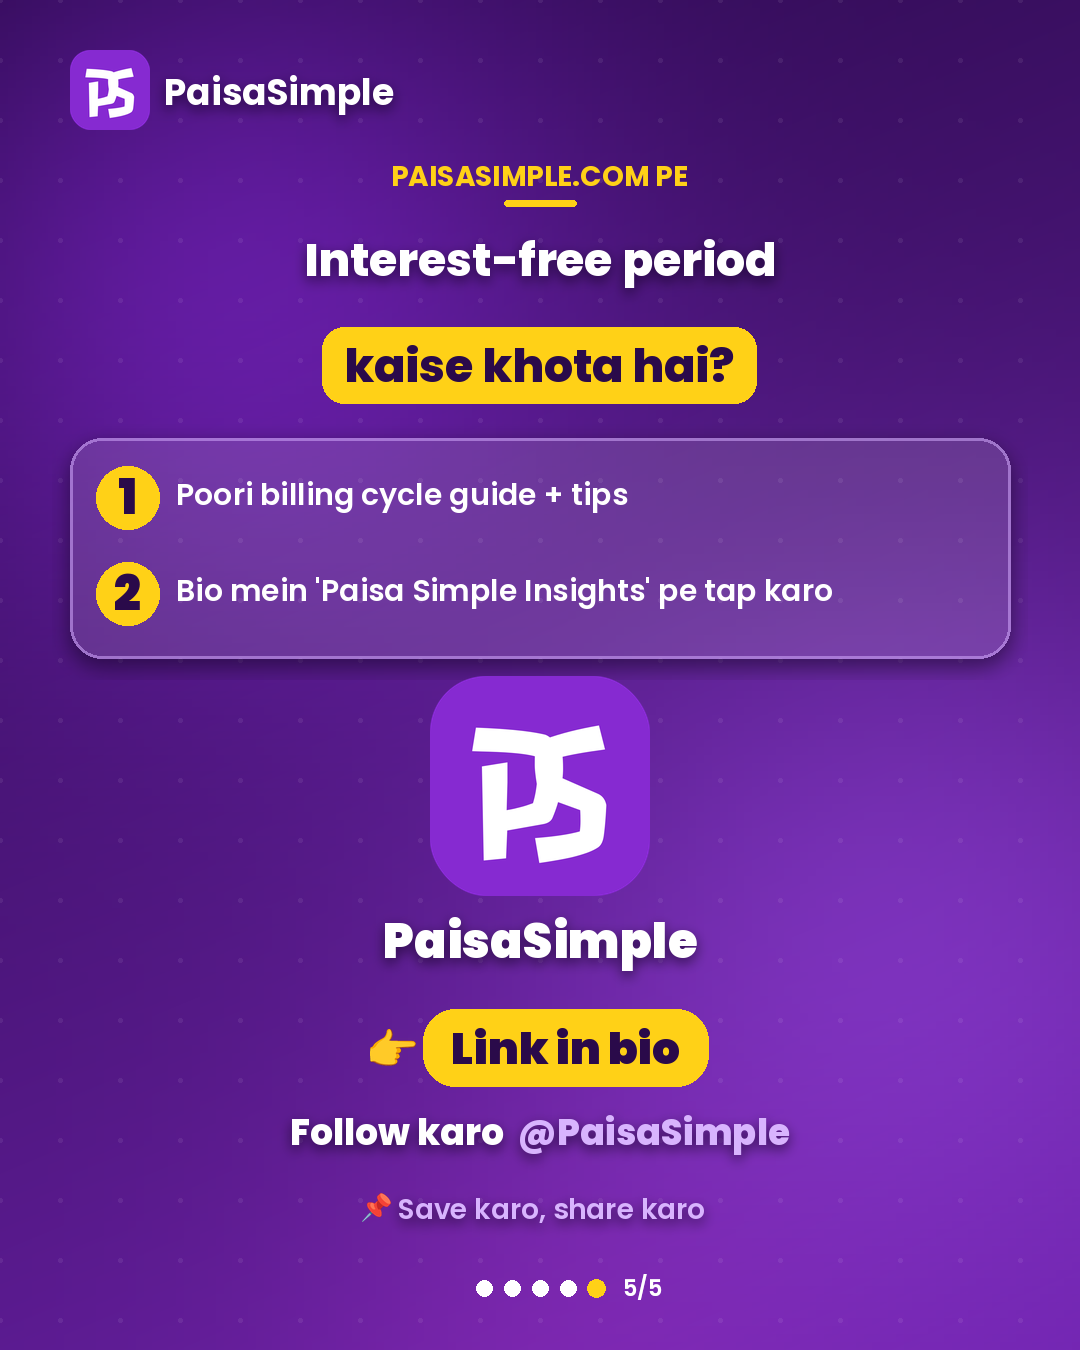 PaisaSimple
PAISASIMPLE.COM PE
Interest-free period
kaise khota hai?
1 Poori billing cycle guide + tips
2 Bio mein 'Paisa Simple Insights' pe tap karo
PS
PaisaSimple
👉 Link in bio
Follow karo @PaisaSimple
📌 Save karo, share karo
5/5